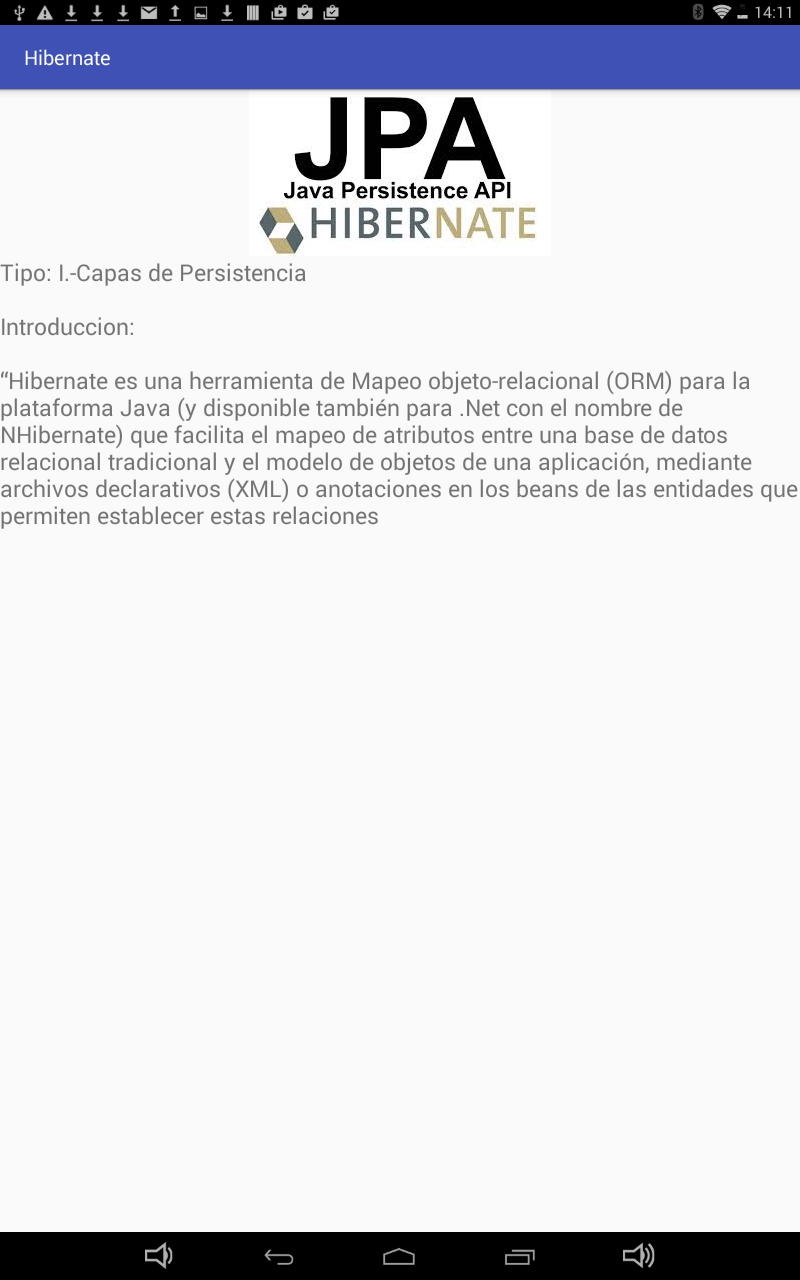 14:11
Hibernate
JPA
Java Persistence API
HIBERNATE
Tipo: I.-Capas de Persistencia
Introduccion:
“Hibernate es una herramienta de Mapeo objeto-relacional (ORM) para la
plataforma Java (y disponible también para .Net con el nombre de
NHibernate) que facilita el mapeo de atributos entre una base de datos
relacional tradicional y el modelo de objetos de una aplicación, mediante
archivos declarativos (XML) o anotaciones en los beans de las entidades que
permiten establecer estas relaciones